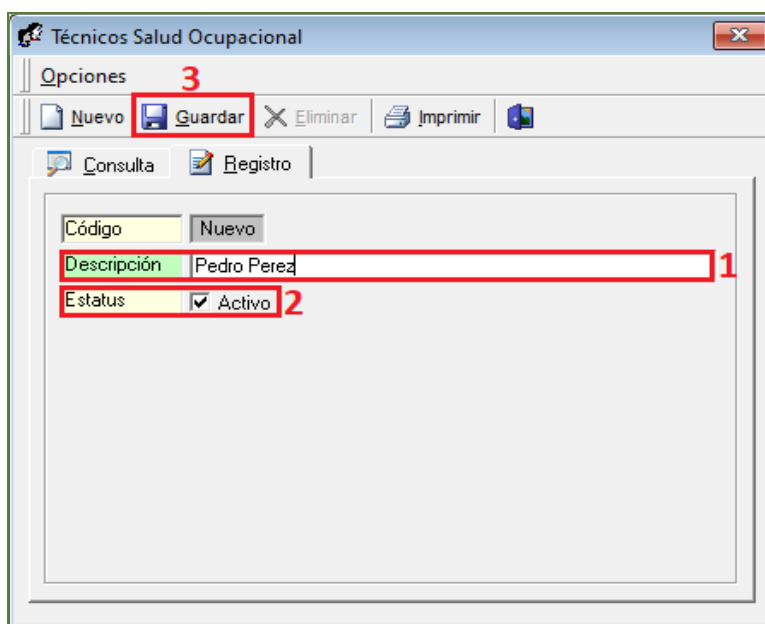 Técnicos Salud Ocupacional
Opciones
3
Nuevo Guardar Eliminar Imprimir
Consulta Registro
Código Nuevo
Descripción Pedro Perez 1
Estatus Activo 2